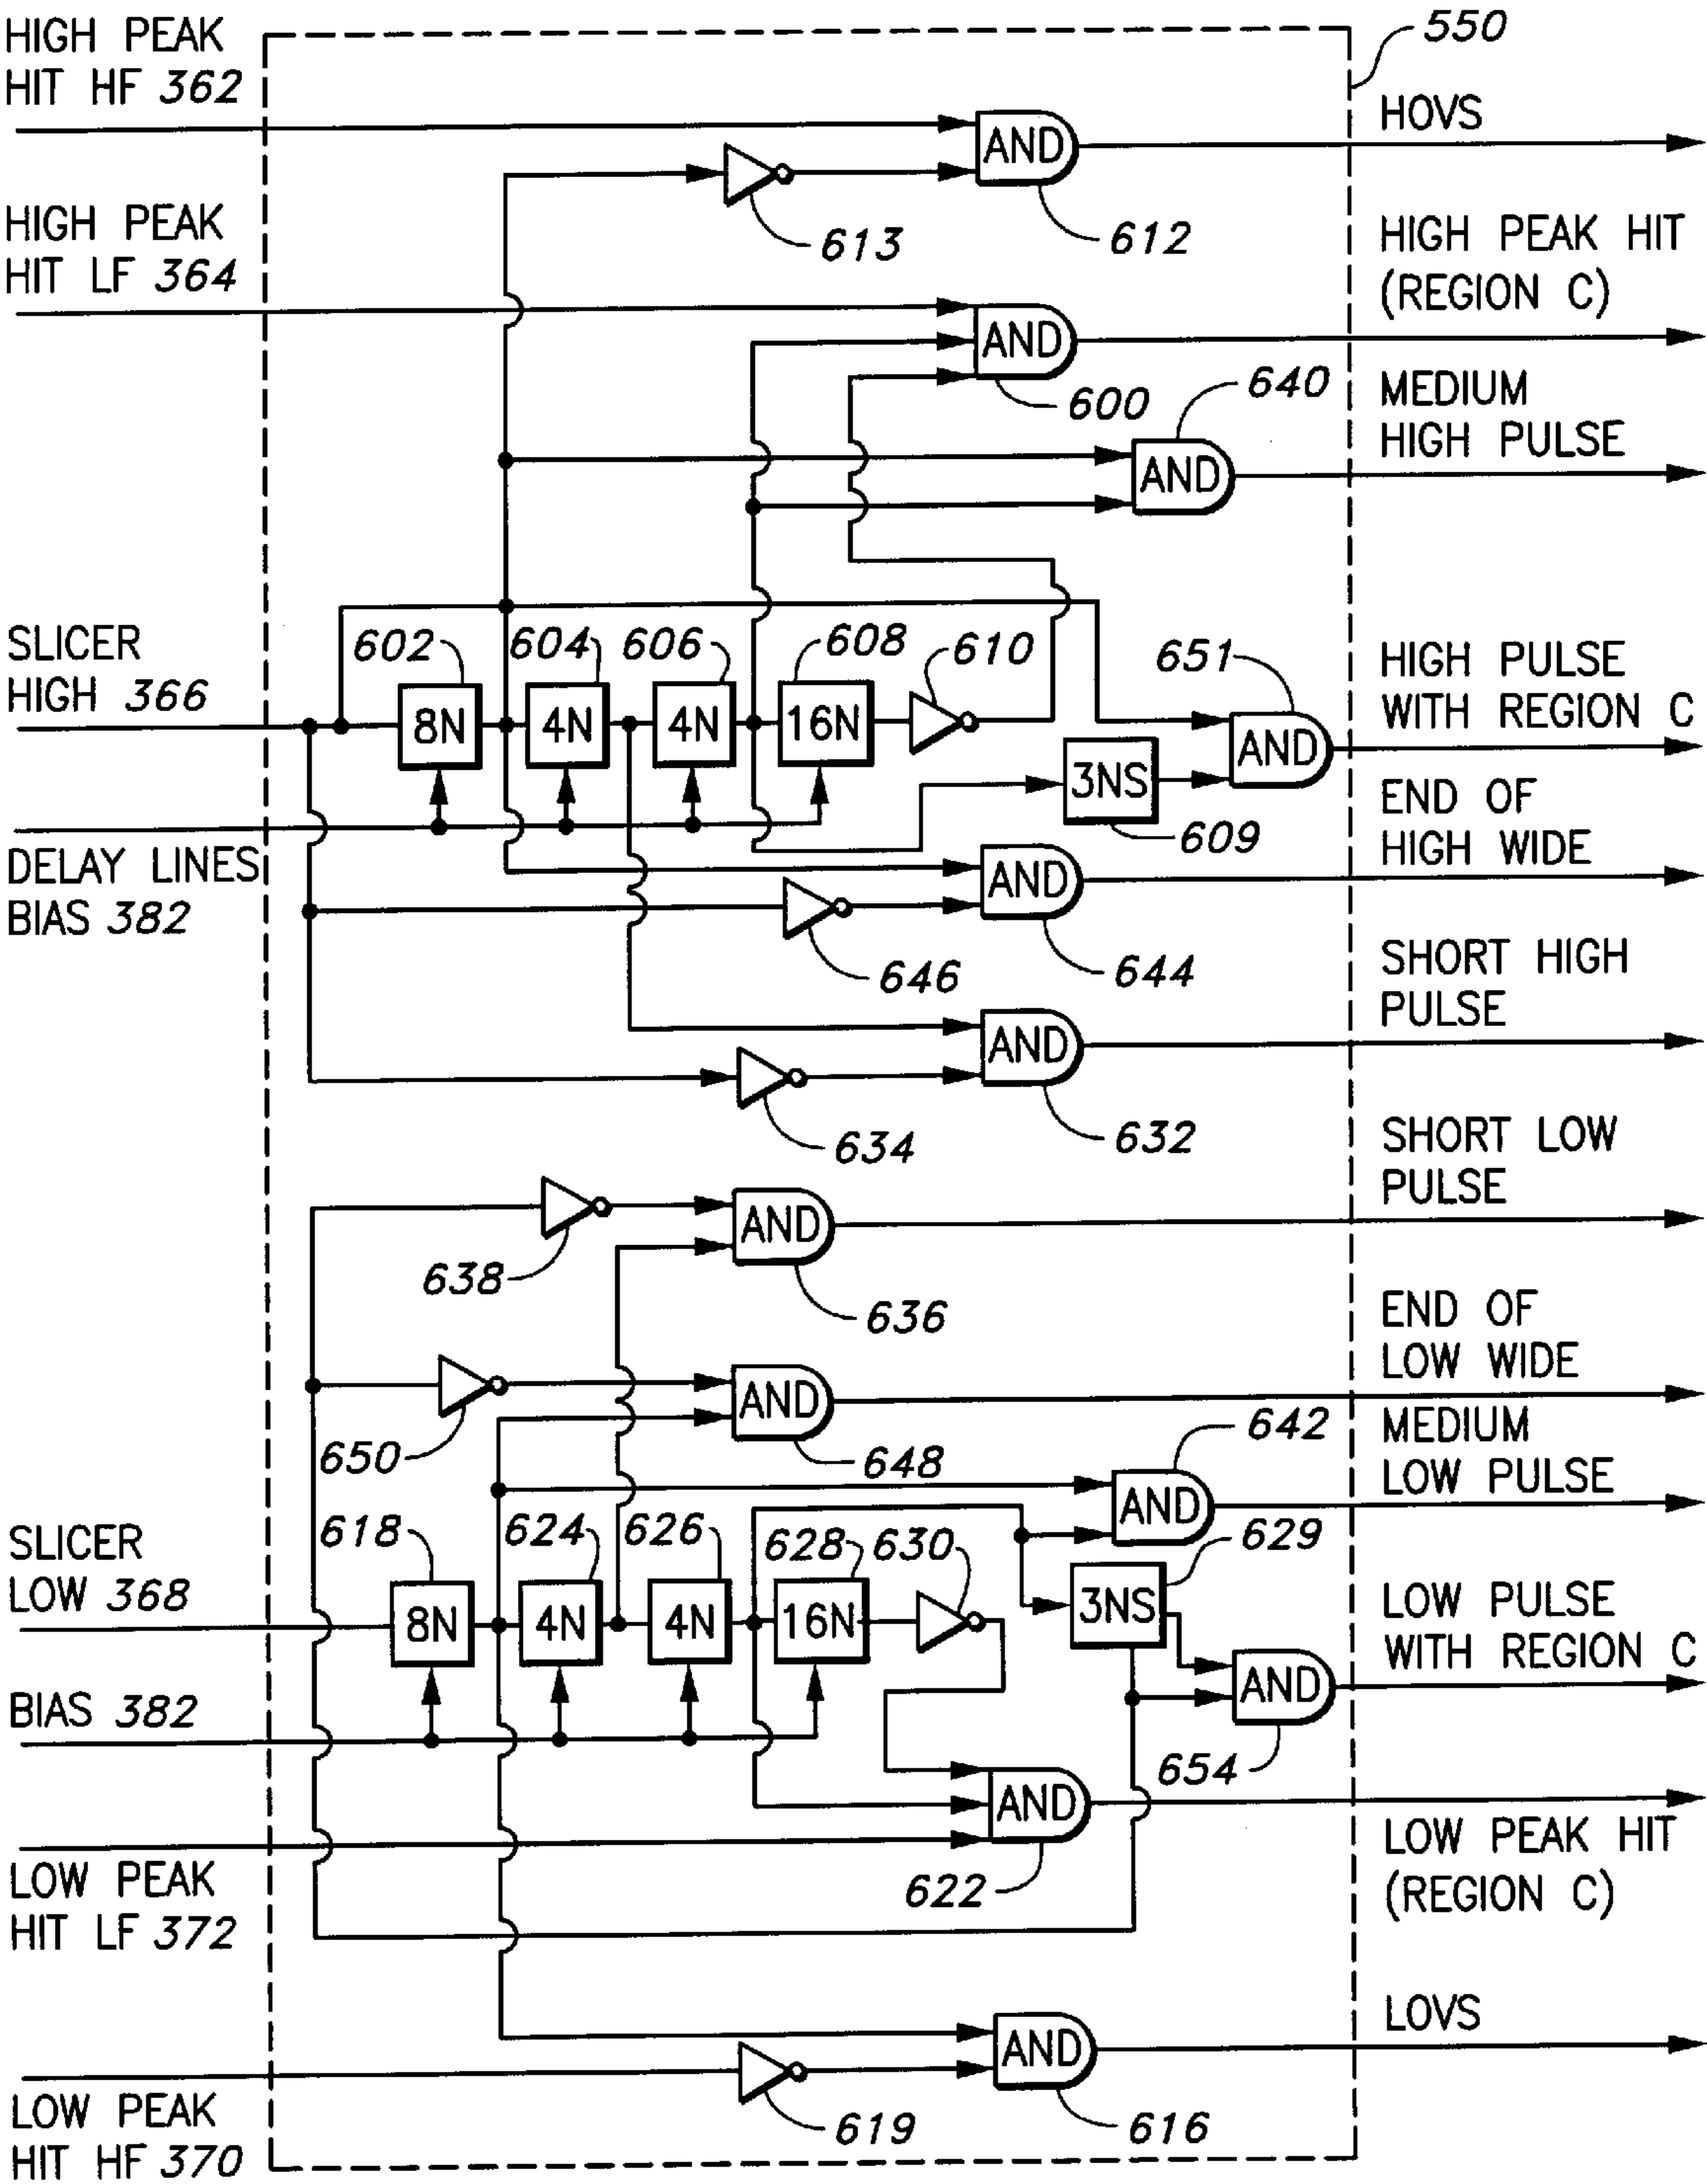 HIGH PEAK
HIT HF 362
550
HOVS
AND
613
612
HIGH PEAK
HIT LF 364
HIGH PEAK HIT
(REGION C)
AND
600
640
MEDIUM
HIGH PULSE
AND
SLICER
HIGH 366
602
604
606
608
610
651
8N
4N
4N
16N
3NS
609
AND
HIGH PULSE
WITH REGION C
DELAY LINES
BIAS 382
END OF
HIGH WIDE
AND
646
644
SHORT HIGH
PULSE
AND
634
632
SHORT LOW
PULSE
AND
638
636
END OF
LOW WIDE
AND
650
648
642
MEDIUM
LOW PULSE
AND
SLICER
LOW 368
618
624
626
628
630
629
8N
4N
4N
16N
3NS
LOW PULSE
WITH REGION C
AND
654
BIAS 382
AND
622
LOW PEAK HIT
(REGION C)
LOW PEAK
HIT LF 372
LOVS
AND
619
616
LOW PEAK
HIT HF 370